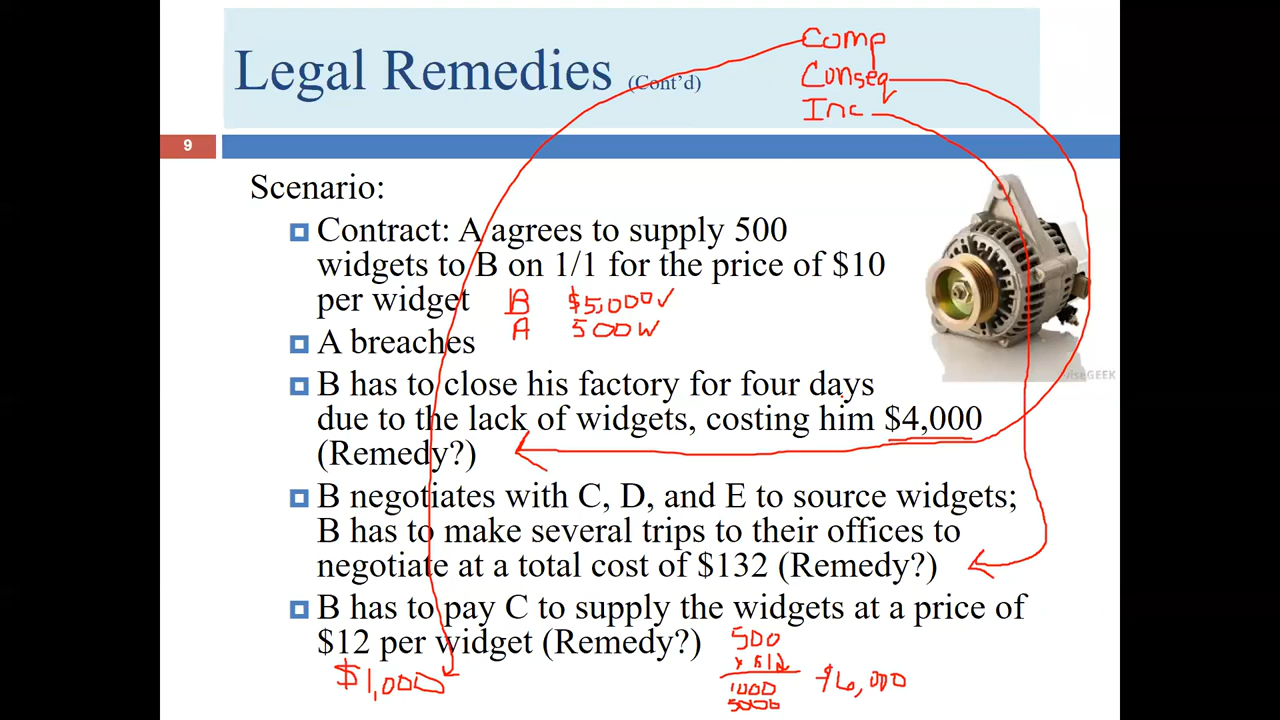 Comp
Legal Remedies (Cont'd)
Conseq
Inc
9
Scenario:
Contract: A agrees to supply 500
widgets to B on 1/1 for the price of $10
per widget
B $5,000 ✓
A 500 W
A breaches
B has to close his factory for four days
due to the lack of widgets, costing him $4,000
(Remedy?)
B negotiates with C, D, and E to source widgets;
B has to make several trips to their offices to
negotiate at a total cost of $132 (Remedy?)
B has to pay C to supply the widgets at a price of
$12 per widget (Remedy?)
500
$1,000
1000
$6,000
5000